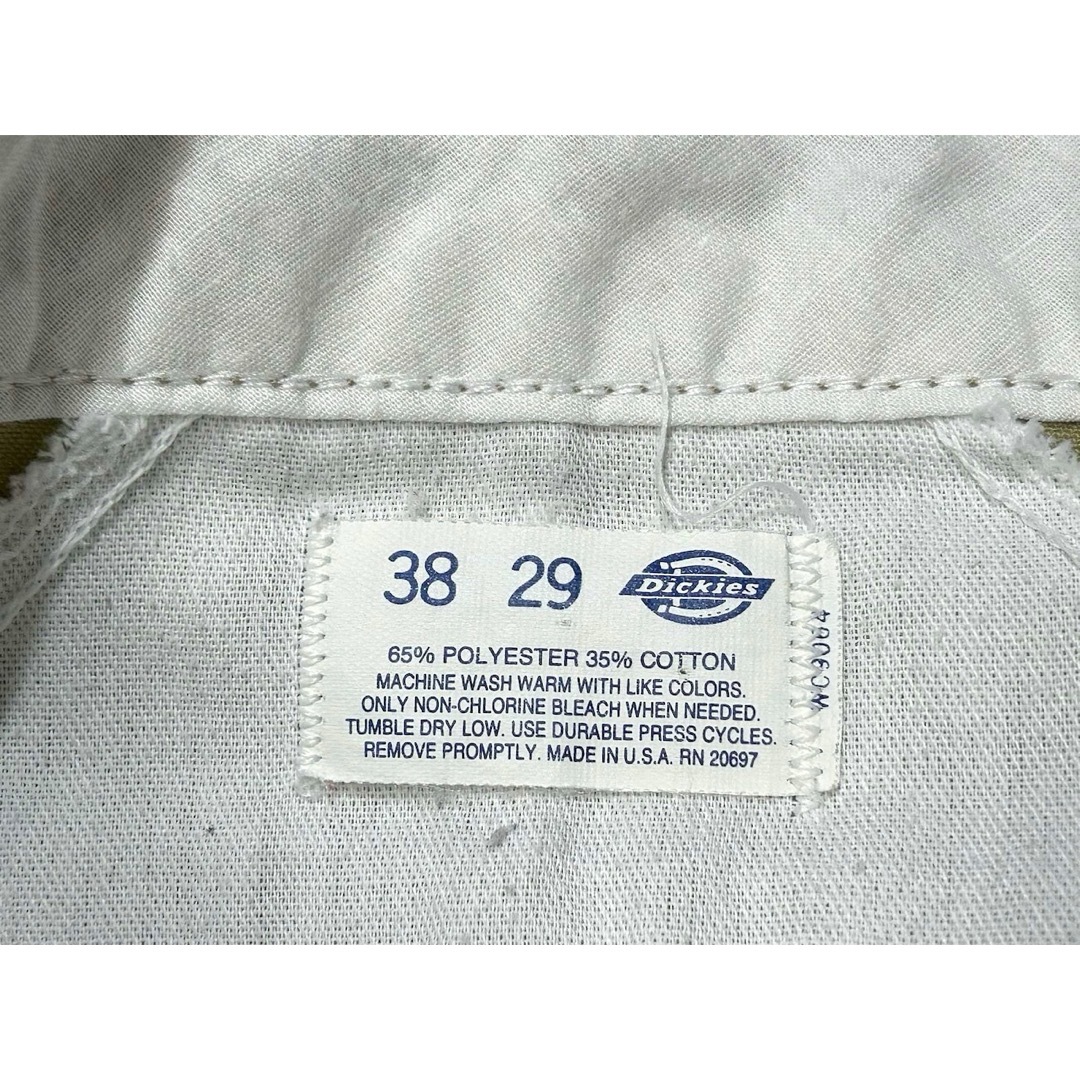 38 29 Dickies
65% POLYESTER 35% COTTON
MACHINE WASH WARM WITH LIKE COLORS.
ONLY NON-CHLORINE BLEACH WHEN NEEDED.
TUMBLE DRY LOW. USE DURABLE PRESS CYCLES.
REMOVE PROMPTLY. MADE IN U.S.A. RN 20697
WC9064